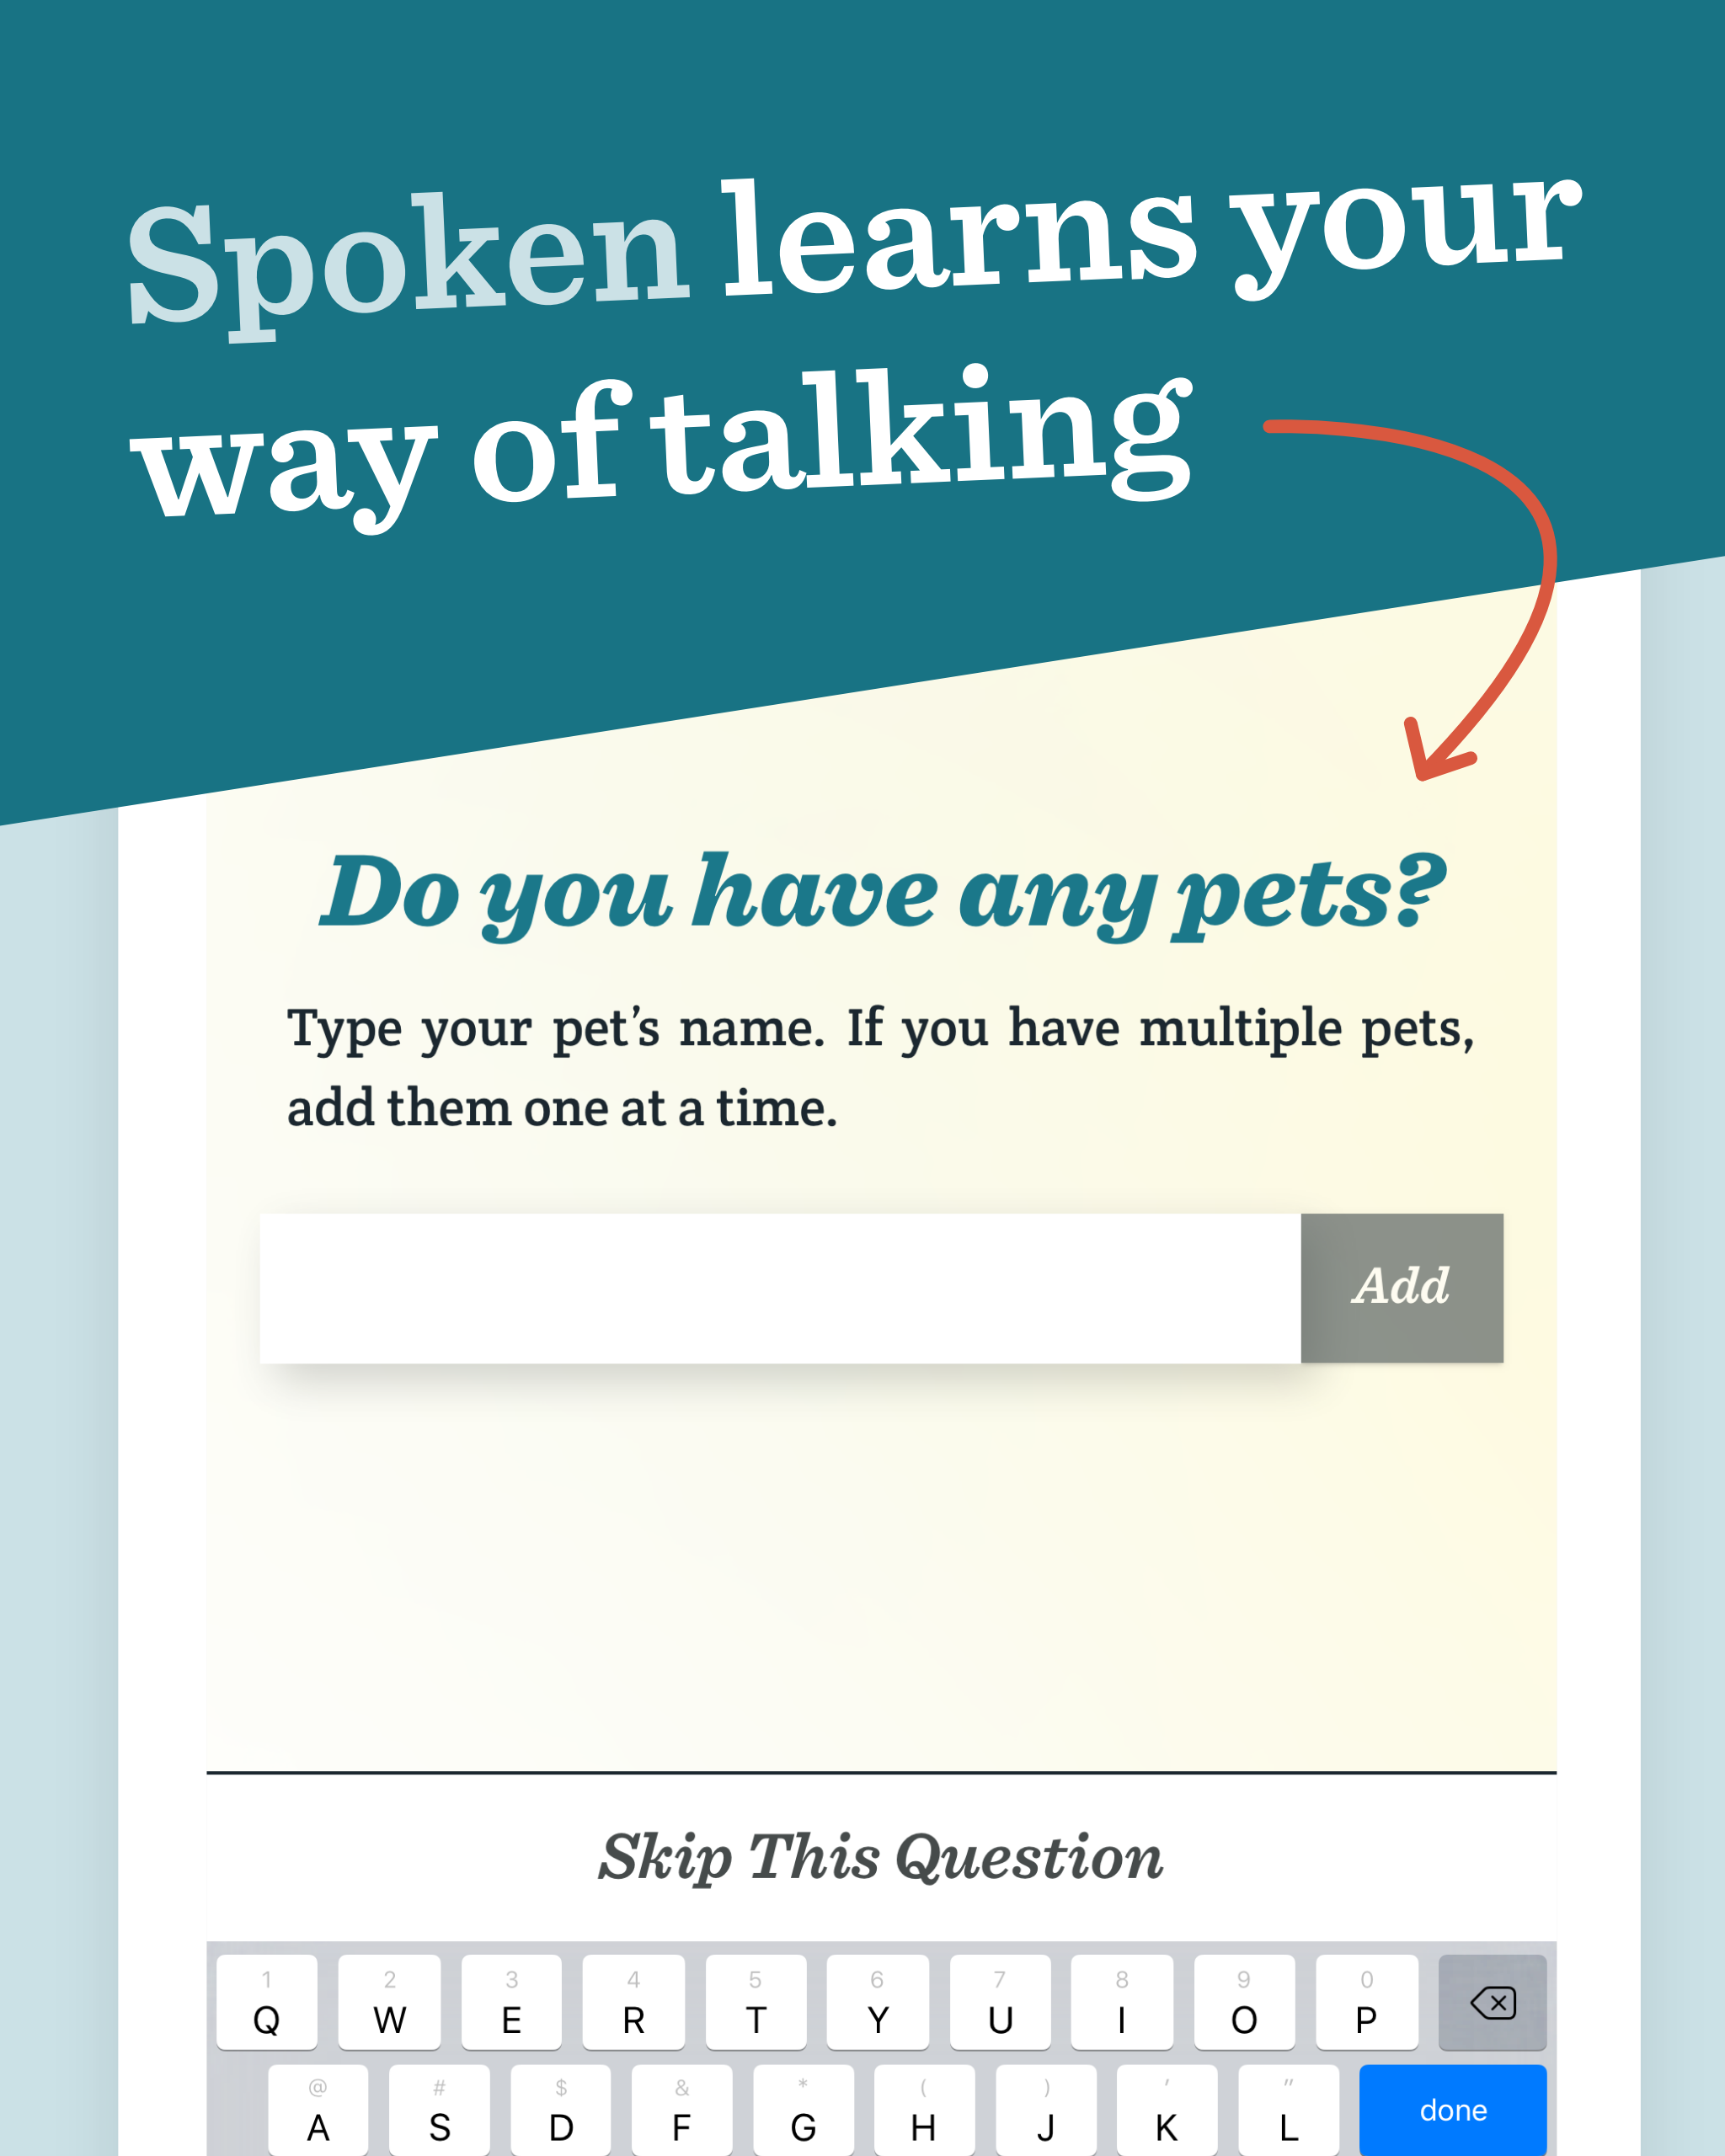 Spoken learns your
way of talking
Do you have any pets?
Type your pet’s name. If you have multiple pets,
add them one at a time.
Add
Skip This Question
1 2 3 4 5 6 7 8 9 0
Q W E R T Y U I O P
@ # $ & * ( ) ' "
A S D F G H J K L done